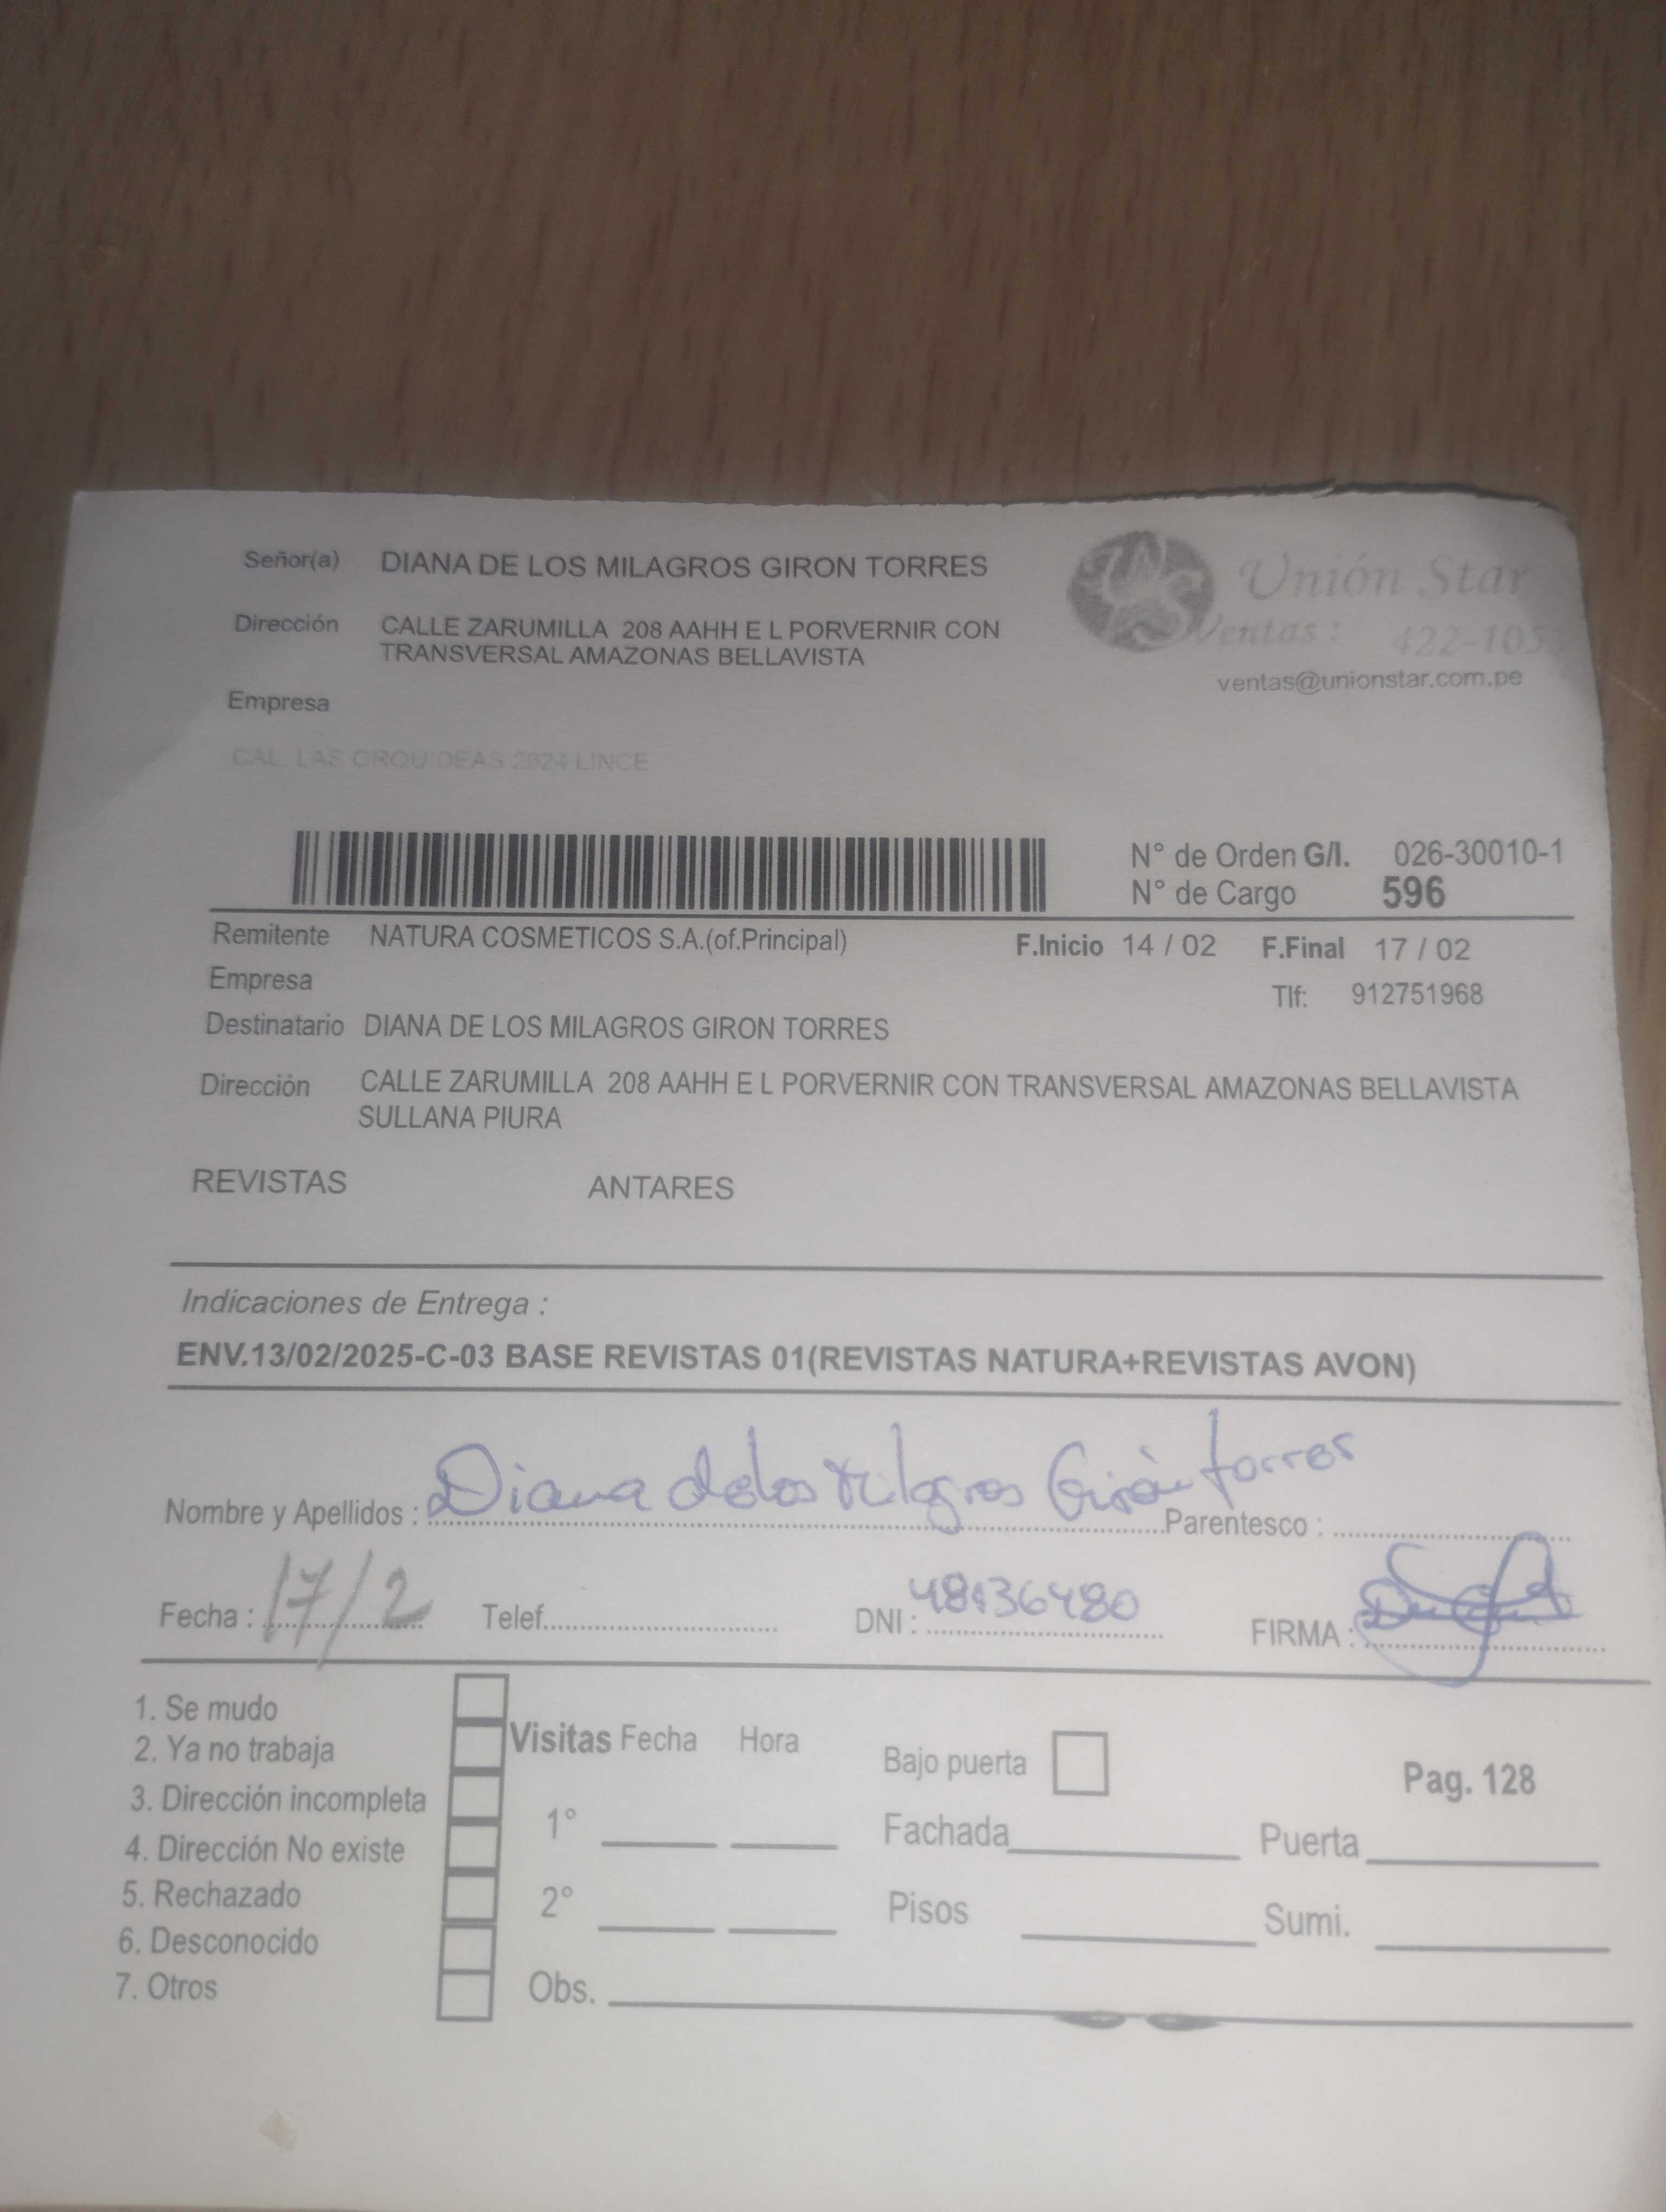 Señor(a) DIANA DE LOS MILAGROS GIRON TORRES
Unión Star
Dirección CALLE ZARUMILLA 208 AAHH E L PORVERNIR CON
TRANSVERSAL AMAZONAS BELLAVISTA
Ventas : 422-1053
ventas@unionstar.com.pe
Empresa
CAL. LAS ORQUIDEAS 2624 LINCE
N° de Orden G/I. 026-30010-1
N° de Cargo 596
Remitente NATURA COSMETICOS S.A.(of.Principal) F.Inicio 14 / 02 F.Final 17 / 02
Empresa
Tlf: 912751968
Destinatario DIANA DE LOS MILAGROS GIRON TORRES
Dirección CALLE ZARUMILLA 208 AAHH E L PORVERNIR CON TRANSVERSAL AMAZONAS BELLAVISTA
SULLANA PIURA
REVISTAS ANTARES
Indicaciones de Entrega :
ENV.13/02/2025-C-03 BASE REVISTAS 01(REVISTAS NATURA+REVISTAS AVON)
Nombre y Apellidos : Diana de los Milagros Girón torres Parentesco :
Fecha : 17/2 Telef. DNI : 48136480 FIRMA :
1. Se mudo
2. Ya no trabaja
3. Dirección incompleta
4. Dirección No existe
5. Rechazado
6. Desconocido
7. Otros
Visitas Fecha Hora
1°
2°
Obs.
Bajo puerta
Pag. 128
Fachada Puerta
Pisos Sumi.